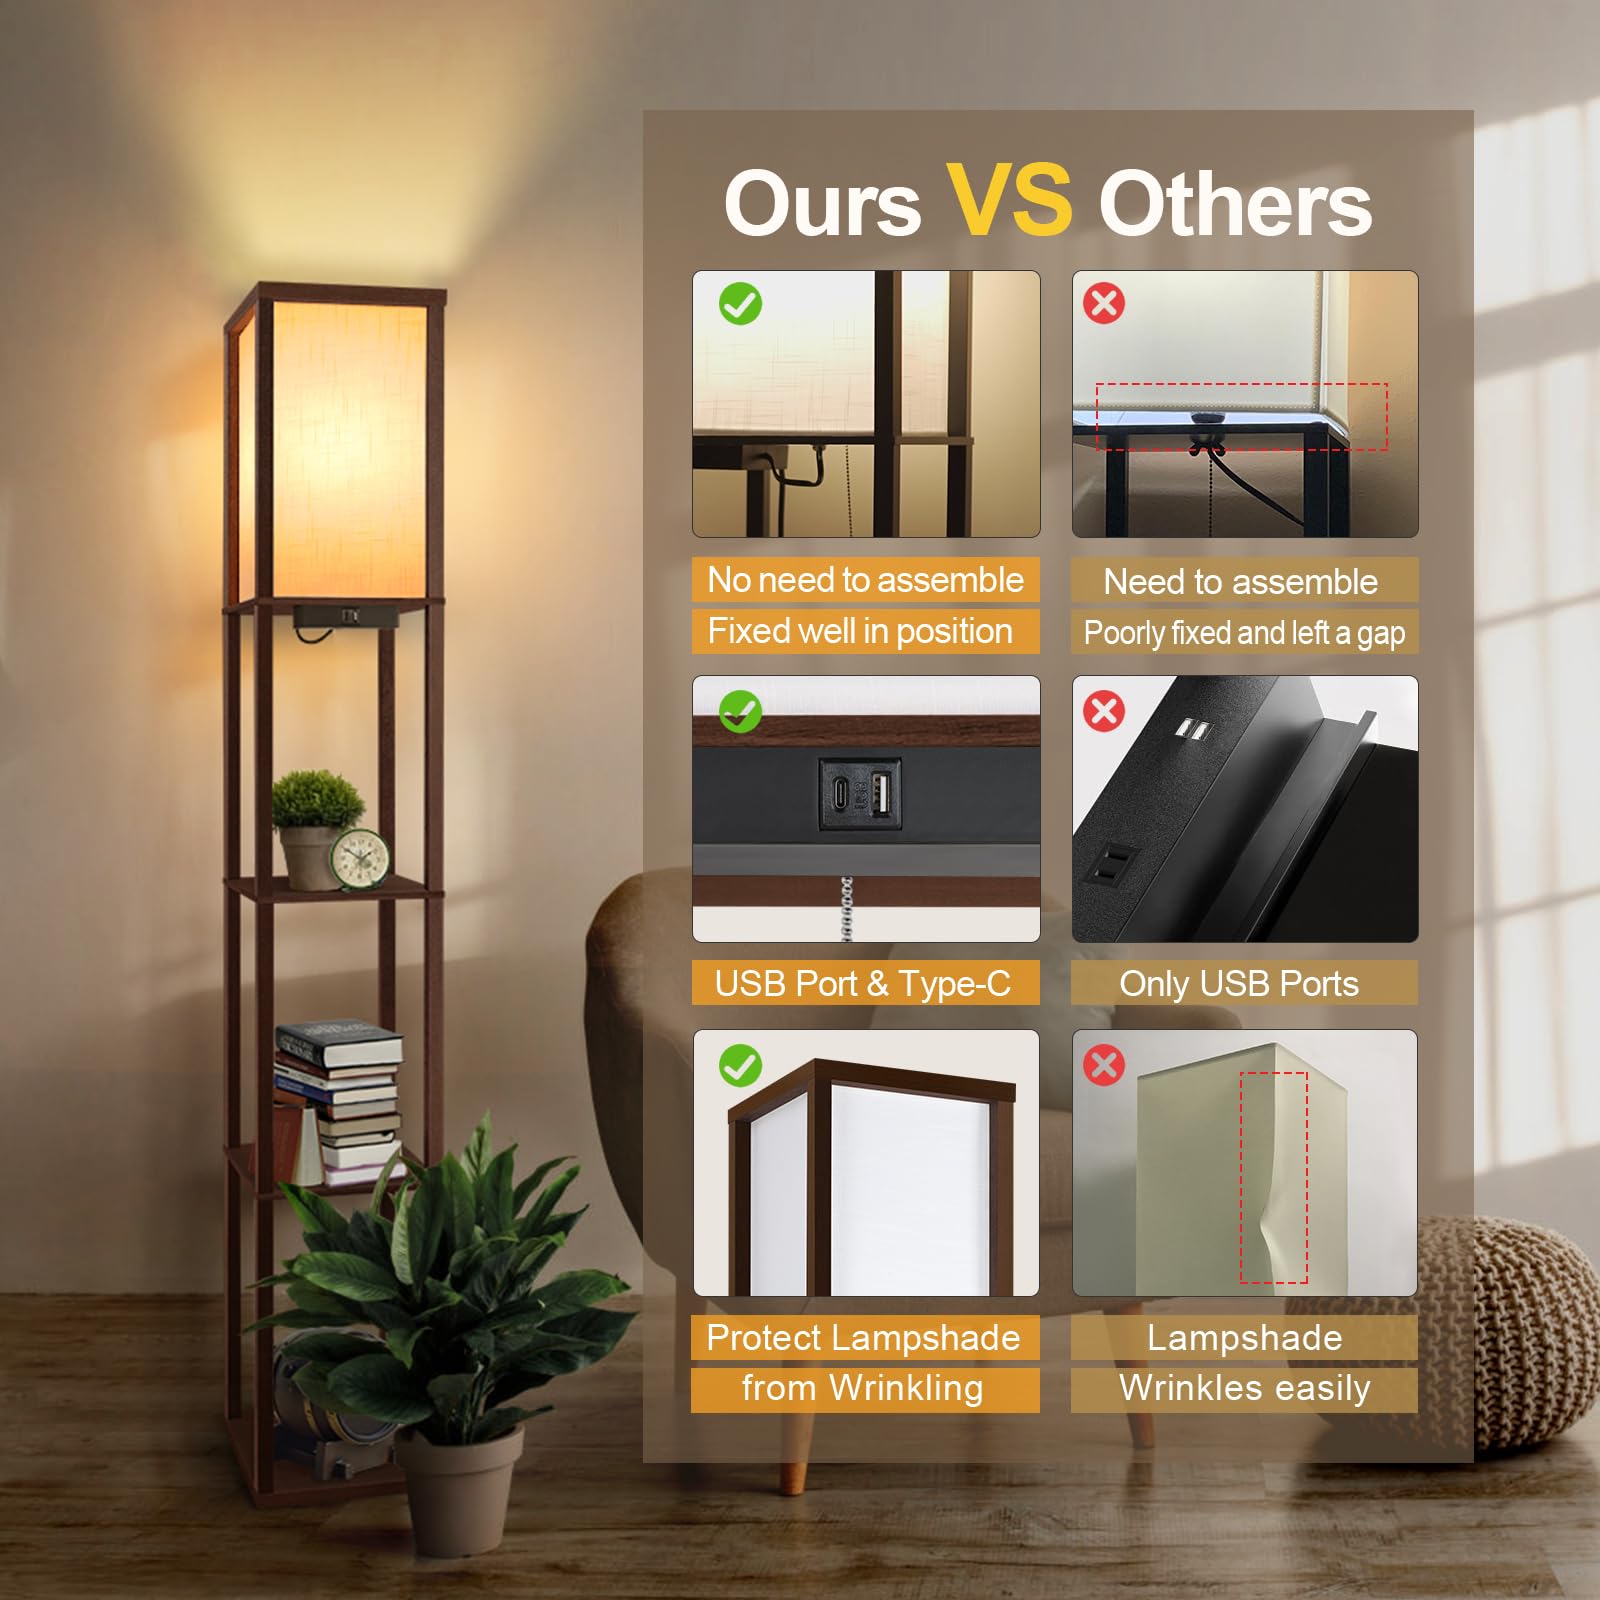 Ours VS Others
No need to assemble
Fixed well in position
Need to assemble
Poorly fixed and left a gap
USB Port & Type-C
Only USB Ports
Protect Lampshade
from Wrinkling
Lampshade
Wrinkles easily